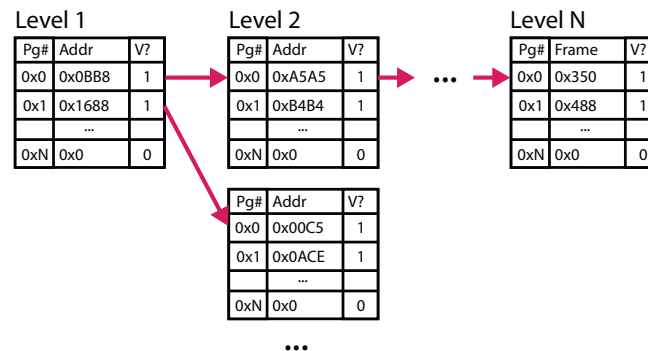 Level 1 Level 2 Level N
Pg# Addr V? Pg# Addr V? Pg# Frame V?
0x0 0x0BB8 1 0x0 0xA5A5 1 ... 0x0 0x350 1
0x1 0x1688 1 0x1 0xB4B4 1 0x1 0x488 1
... ... ...
0xN 0x0 0 0xN 0x0 0 0xN 0x0 0
Pg# Addr V?
0x0 0x00C5 1
0x1 0x0ACE 1
...
0xN 0x0 0
...